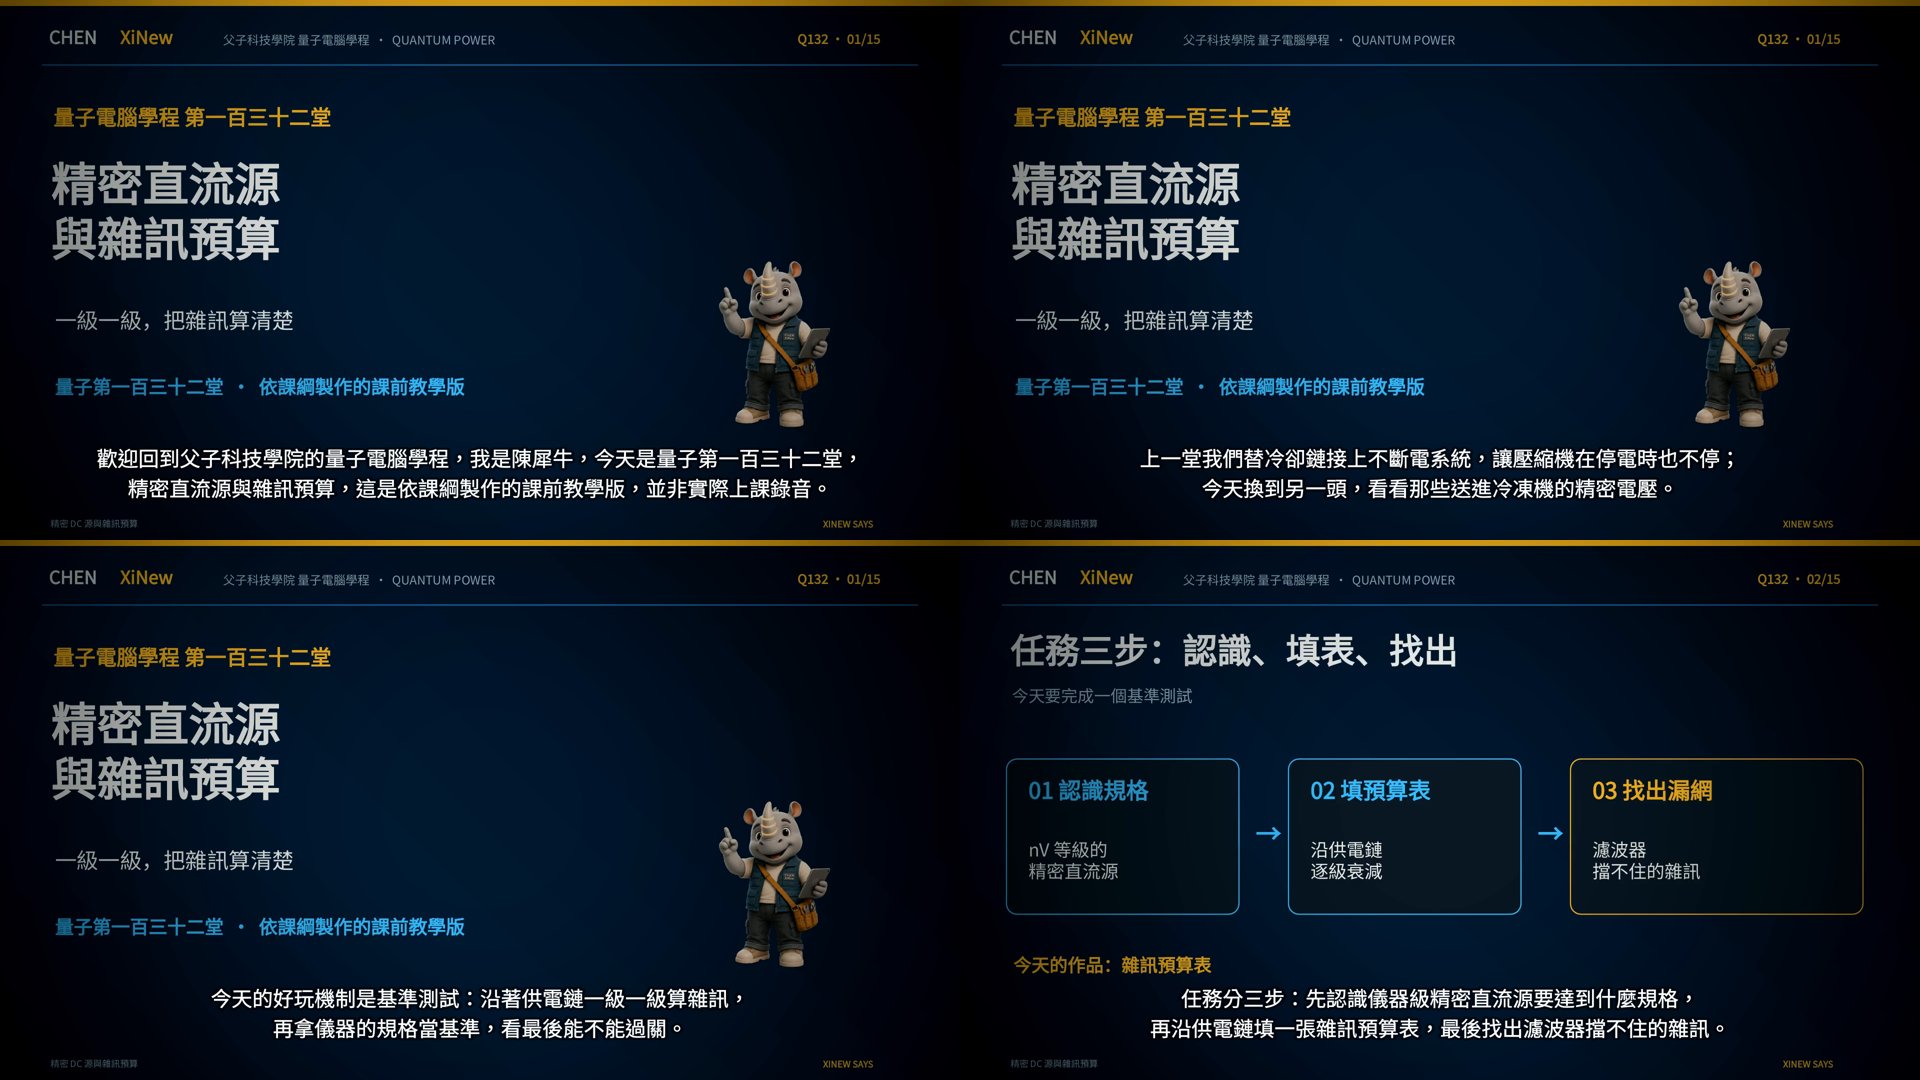 CHEN XiNew 父子科技學院 量子電腦學程 · QUANTUM POWER Q132 · 01/15
量子電腦學程 第一百三十二堂
精密直流源
與雜訊預算
一級一級，把雜訊算清楚
量子第一百三十二堂 · 依課綱製作的課前教學版
歡迎回到父子科技學院的量子電腦學程，我是陳犀牛，今天是量子第一百三十二堂，
精密直流源與雜訊預算，這是依課綱製作的課前教學版，並非實際上課錄音。
精密 DC 源與雜訊預算 XINEW SAYS
CHEN XiNew 父子科技學院 量子電腦學程 · QUANTUM POWER Q132 · 01/15
量子電腦學程 第一百三十二堂
精密直流源
與雜訊預算
一級一級，把雜訊算清楚
量子第一百三十二堂 · 依課綱製作的課前教學版
上一堂我們替冷卻鏈接上不斷電系統，讓壓縮機在停電時也不停；
今天換到另一頭，看看那些送進冷凍機的精密電壓。
精密 DC 源與雜訊預算 XINEW SAYS
CHEN XiNew 父子科技學院 量子電腦學程 · QUANTUM POWER Q132 · 01/15
量子電腦學程 第一百三十二堂
精密直流源
與雜訊預算
一級一級，把雜訊算清楚
量子第一百三十二堂 · 依課綱製作的課前教學版
今天的好玩機制是基準測試：沿著供電鏈一級一級算雜訊，
再拿儀器的規格當基準，看最後能不能過關。
精密 DC 源與雜訊預算 XINEW SAYS
CHEN XiNew 父子科技學院 量子電腦學程 · QUANTUM POWER Q132 · 02/15
任務三步：認識、填表、找出
今天要完成一個基準測試
01 認識規格
nV 等級的
精密直流源
→
02 填預算表
沿供電鏈
逐級衰減
→
03 找出漏網
濾波器
擋不住的雜訊
今天的作品：雜訊預算表
任務分三步：先認識儀器級精密直流源要達到什麼規格，
再沿供電鏈填一張雜訊預算表，最後找出濾波器擋不住的雜訊。
精密 DC 源與雜訊預算 XINEW SAYS